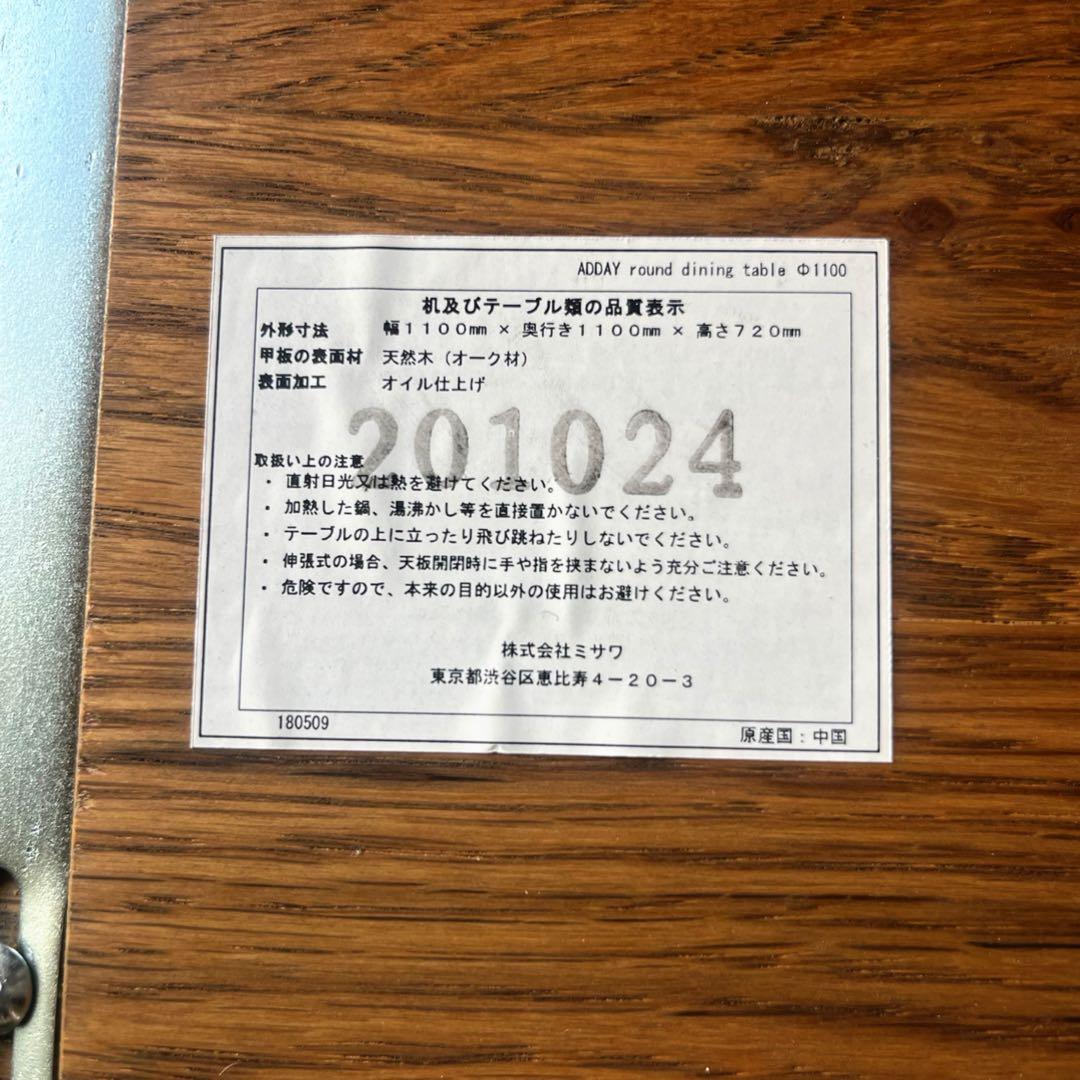 ADDAY round dining table Φ1100
机及びテーブル類の品質表示
外形寸法 幅1100㎜ × 奥行き1100㎜ × 高さ720㎜
甲板の表面材 天然木（オーク材）
表面加工 オイル仕上げ
201024
取扱い上の注意
・ 直射日光又は熱を避けてください。
・ 加熱した鍋、湯沸かし等を直接置かないでください。
・ テーブルの上に立ったり飛び跳ねたりしないでください。
・ 伸張式の場合、天板開閉時に手や指を挟まないよう充分ご注意ください。
・ 危険ですので、本来の目的以外の使用はお避けください。
株式会社ミサワ
東京都渋谷区恵比寿4－20－3
180509
原産国：中国